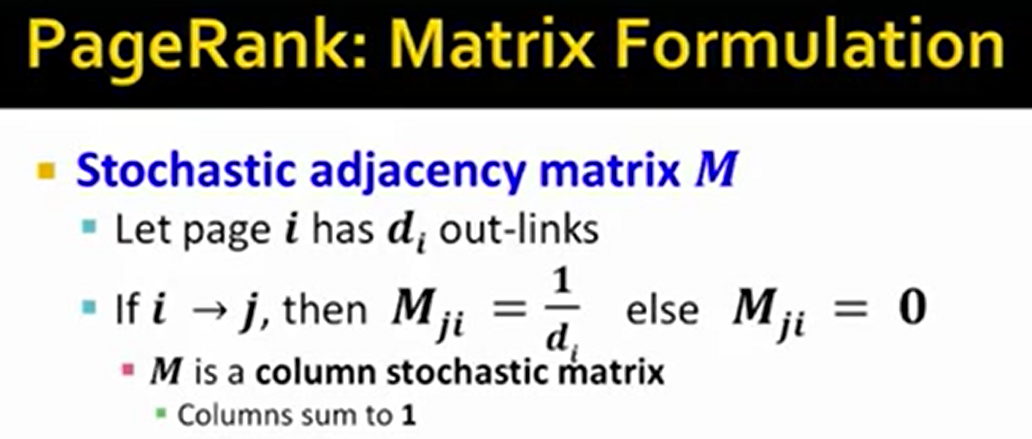 PageRank: Matrix Formulation
Stochastic adjacency matrix M
Let page i has d_i out-links
If i → j, then M_ji = 1/d_i else M_ji = 0
M is a column stochastic matrix
Columns sum to 1